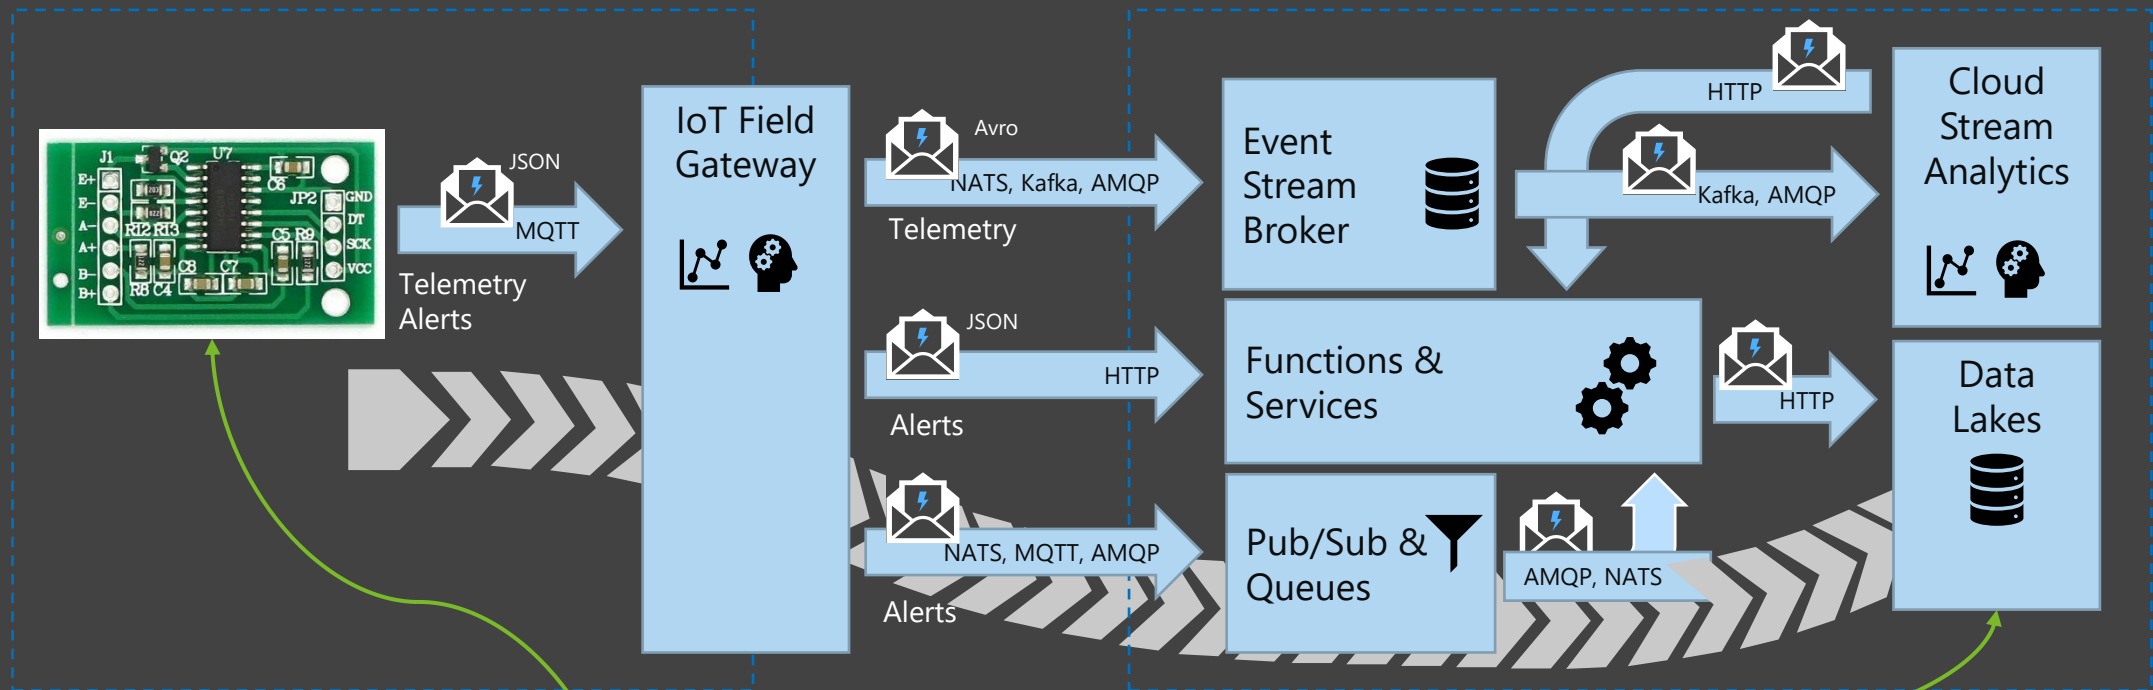 J1
Q2
U7
C6
JP2
E+
E-
A-
A+
B-
B+
GND
DT
SCK
VCC
R12 R13
C5 R9
C8
C7
R8 C4
JSON
MQTT
Telemetry
Alerts
IoT Field
Gateway
Avro
NATS, Kafka, AMQP
Telemetry
JSON
HTTP
Alerts
NATS, MQTT, AMQP
Alerts
Event
Stream
Broker
HTTP
Kafka, AMQP
Cloud
Stream
Analytics
Functions &
Services
HTTP
Data
Lakes
Pub/Sub &
Queues
AMQP, NATS